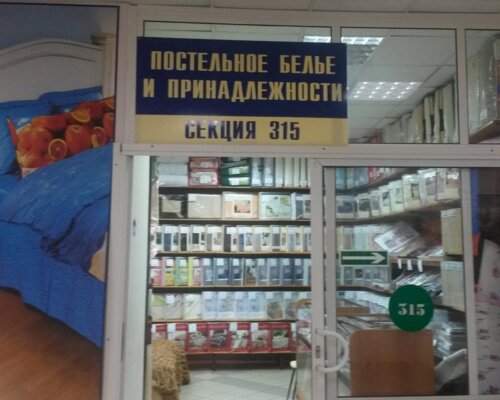 ПОСТЕЛЬНОЕ БЕЛЬЕ
И ПРИНАДЛЕЖНОСТИ
СЕКЦИЯ 315
315